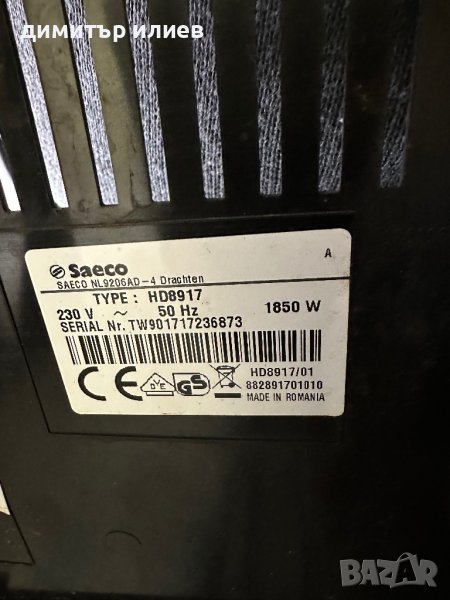 димитър илиев
Saeco
A
SAECO NL9206AD-4 Drachten
TYPE : HD8917
230 V ~ 50 Hz 1850 W
SERIAL Nr. TW901717236873
HD8917/01
882891701010
MADE IN ROMANIA
CE
GS
BAZAR